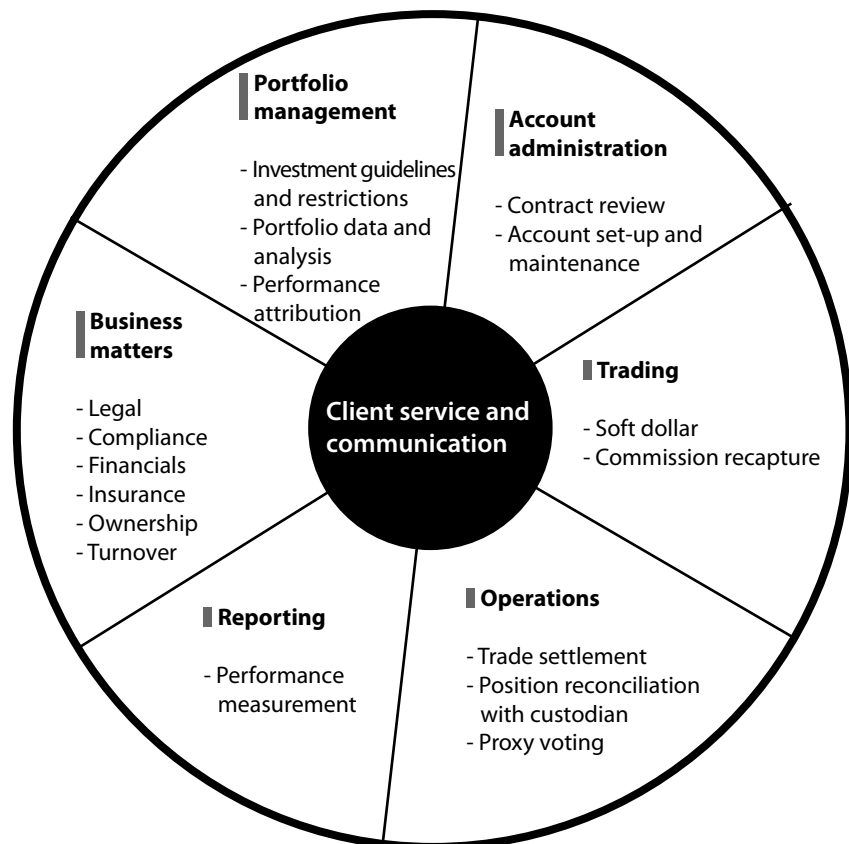 Portfolio
management
- Investment guidelines
and restrictions
- Portfolio data and
analysis
- Performance
attribution
Account
administration
- Contract review
- Account set-up and
maintenance
Trading
- Soft dollar
- Commission recapture
Operations
- Trade settlement
- Position reconciliation
with custodian
- Proxy voting
Reporting
- Performance
measurement
Business
matters
- Legal
- Compliance
- Financials
- Insurance
- Ownership
- Turnover
Client service and
communication